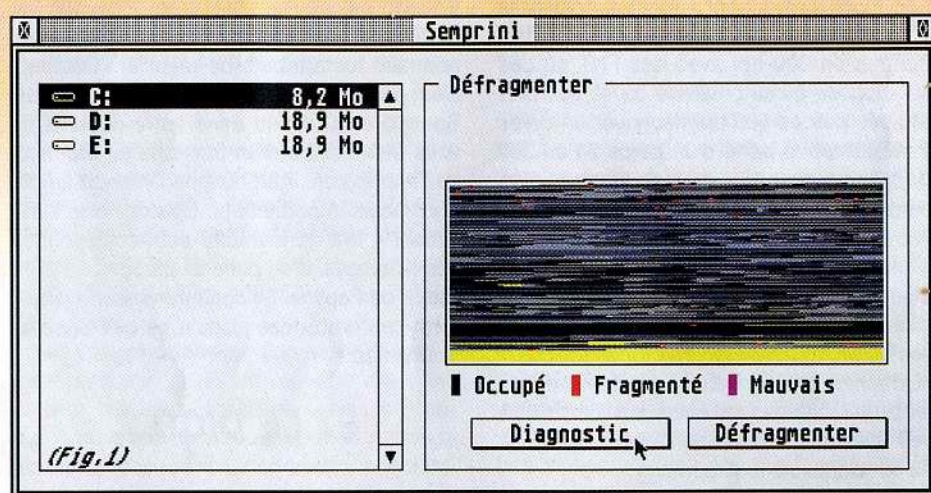 Semprini
C: 8,2 Mo
D: 18,9 Mo
E: 18,9 Mo
(Fig.1)
Défragmenter
Occupé Fragmenté Mauvais
Diagnostic Défragmenter